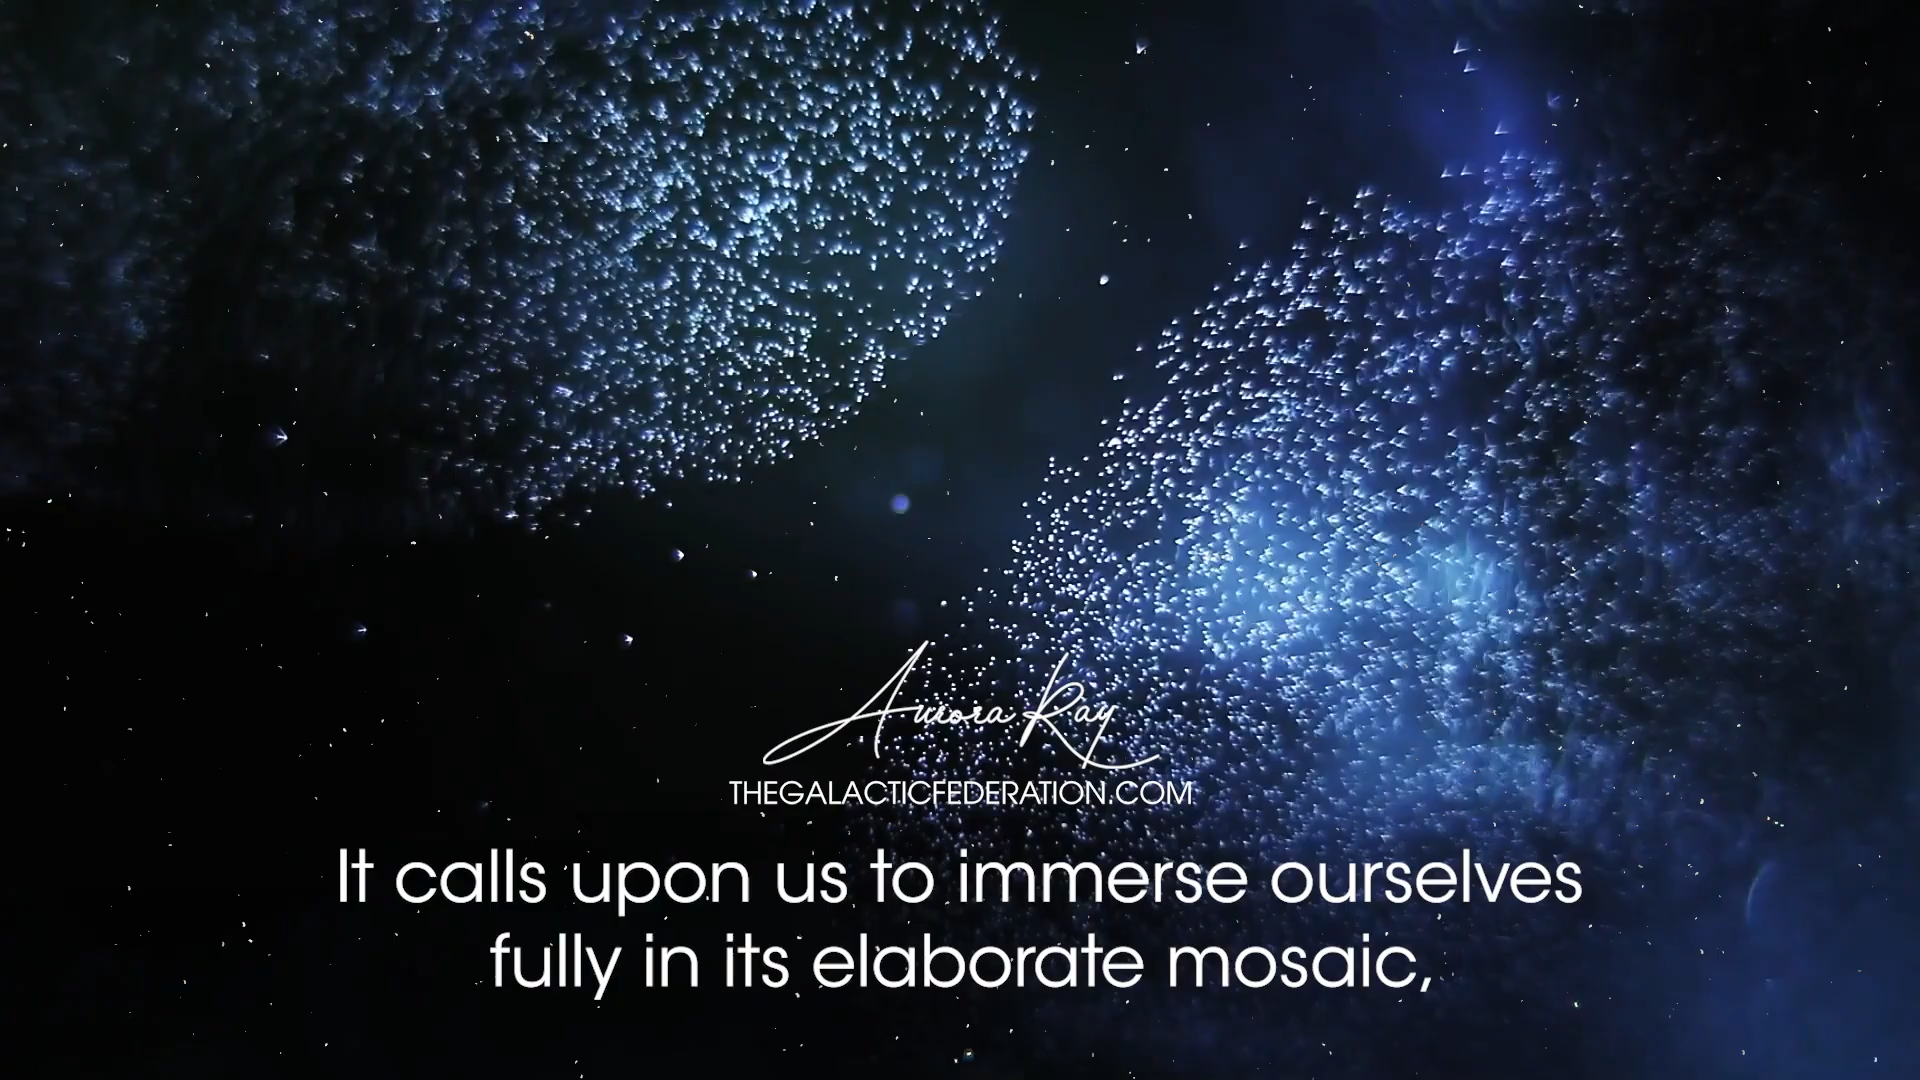 Aurora Ray
THEGALACTICFEDERATION.COM
It calls upon us to immerse ourselves
fully in its elaborate mosaic,